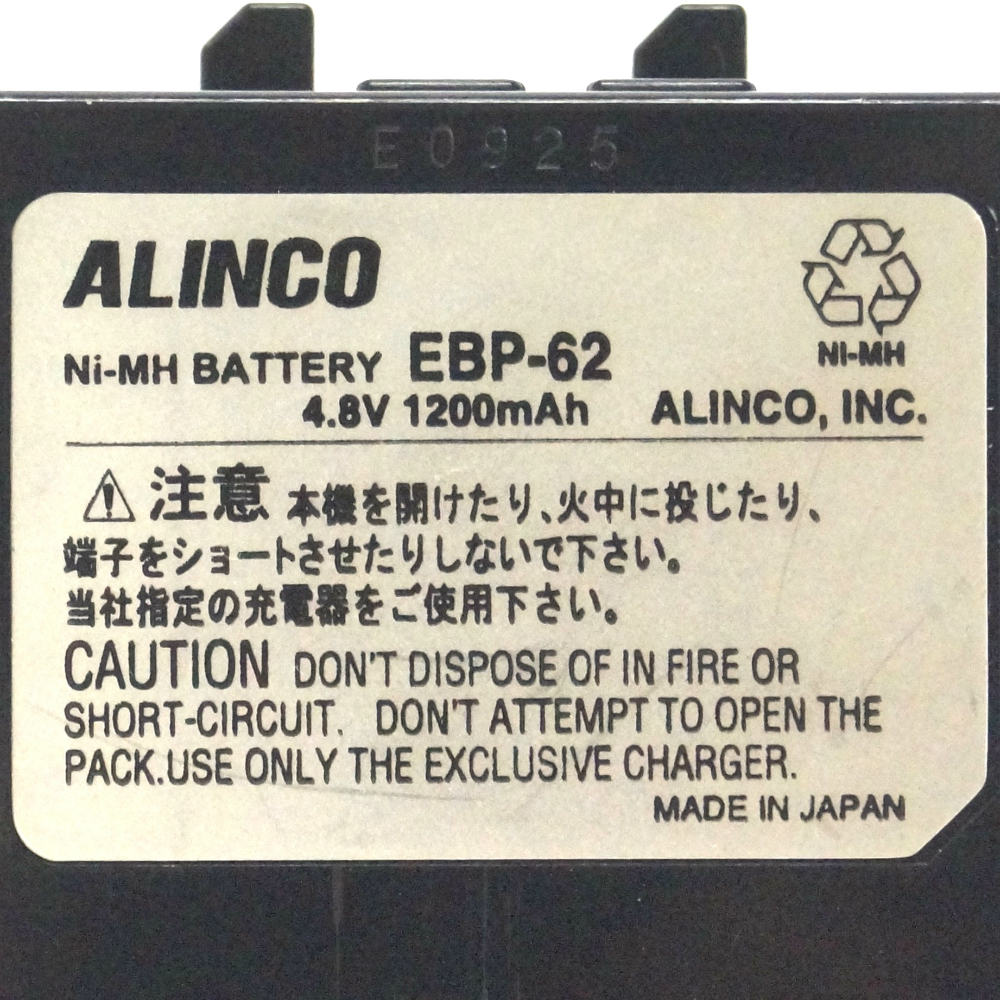 E0925
ALINCO
Ni-MH BATTERY EBP-62
NI-MH
4.8V 1200mAh ALINCO, INC.
注意 本機を開けたり、火中に投じたり、
端子をショートさせたりしないで下さい。
当社指定の充電器をご使用下さい。
CAUTION DON'T DISPOSE OF IN FIRE OR
SHORT-CIRCUIT. DON'T ATTEMPT TO OPEN THE
PACK.USE ONLY THE EXCLUSIVE CHARGER.
MADE IN JAPAN